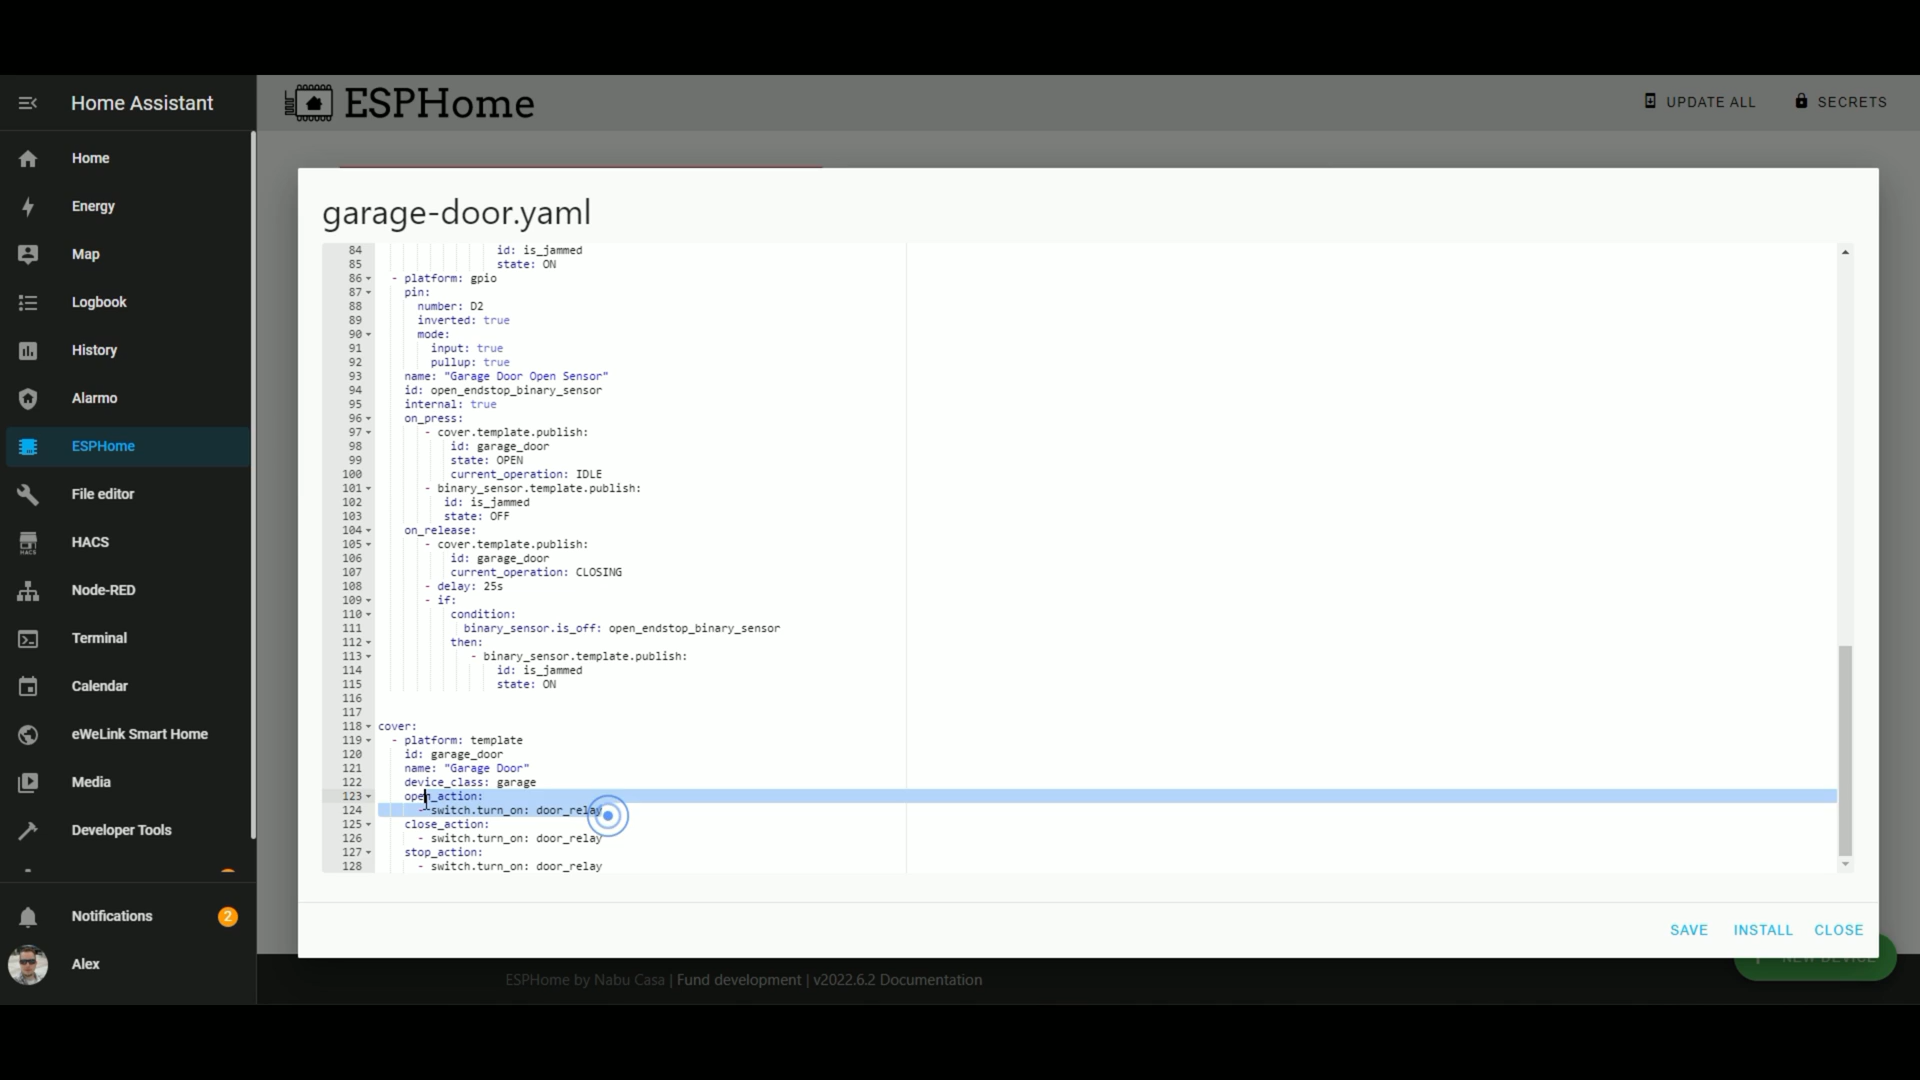 Home Assistant
ESPHome
UPDATE ALL
SECRETS
Home
Energy
Map
Logbook
History
Alarmo
ESPHome
File editor
HACS
HACS
Node-RED
Terminal
Calendar
eWeLink Smart Home
Media
Developer Tools
Notifications
2
Alex
garage-door.yaml
84 id: is_jammed
85 state: ON
86 - platform: gpio
87 pin:
88 number: D2
89 inverted: true
90 mode:
91 input: true
92 pullup: true
93 name: "Garage Door Open Sensor"
94 id: open_endstop_binary_sensor
95 internal: true
96 on_press:
97 - cover.template.publish:
98 id: garage_door
99 state: OPEN
100 current_operation: IDLE
101 - binary_sensor.template.publish:
102 id: is_jammed
103 state: OFF
104 on_release:
105 - cover.template.publish:
106 id: garage_door
107 current_operation: CLOSING
108 - delay: 25s
109 - if:
110 condition:
111 binary_sensor.is_off: open_endstop_binary_sensor
112 then:
113 - binary_sensor.template.publish:
114 id: is_jammed
115 state: ON
116
117
118 cover:
119 - platform: template
120 id: garage_door
121 name: "Garage Door"
122 device_class: garage
123 open_action:
124 - switch.turn_on: door_relay
125 close_action:
126 - switch.turn_on: door_relay
127 stop_action:
128 - switch.turn_on: door_relay
SAVE
INSTALL
CLOSE
NEW DEVICE
ESPHome by Nabu Casa | Fund development | v2022.6.2 Documentation